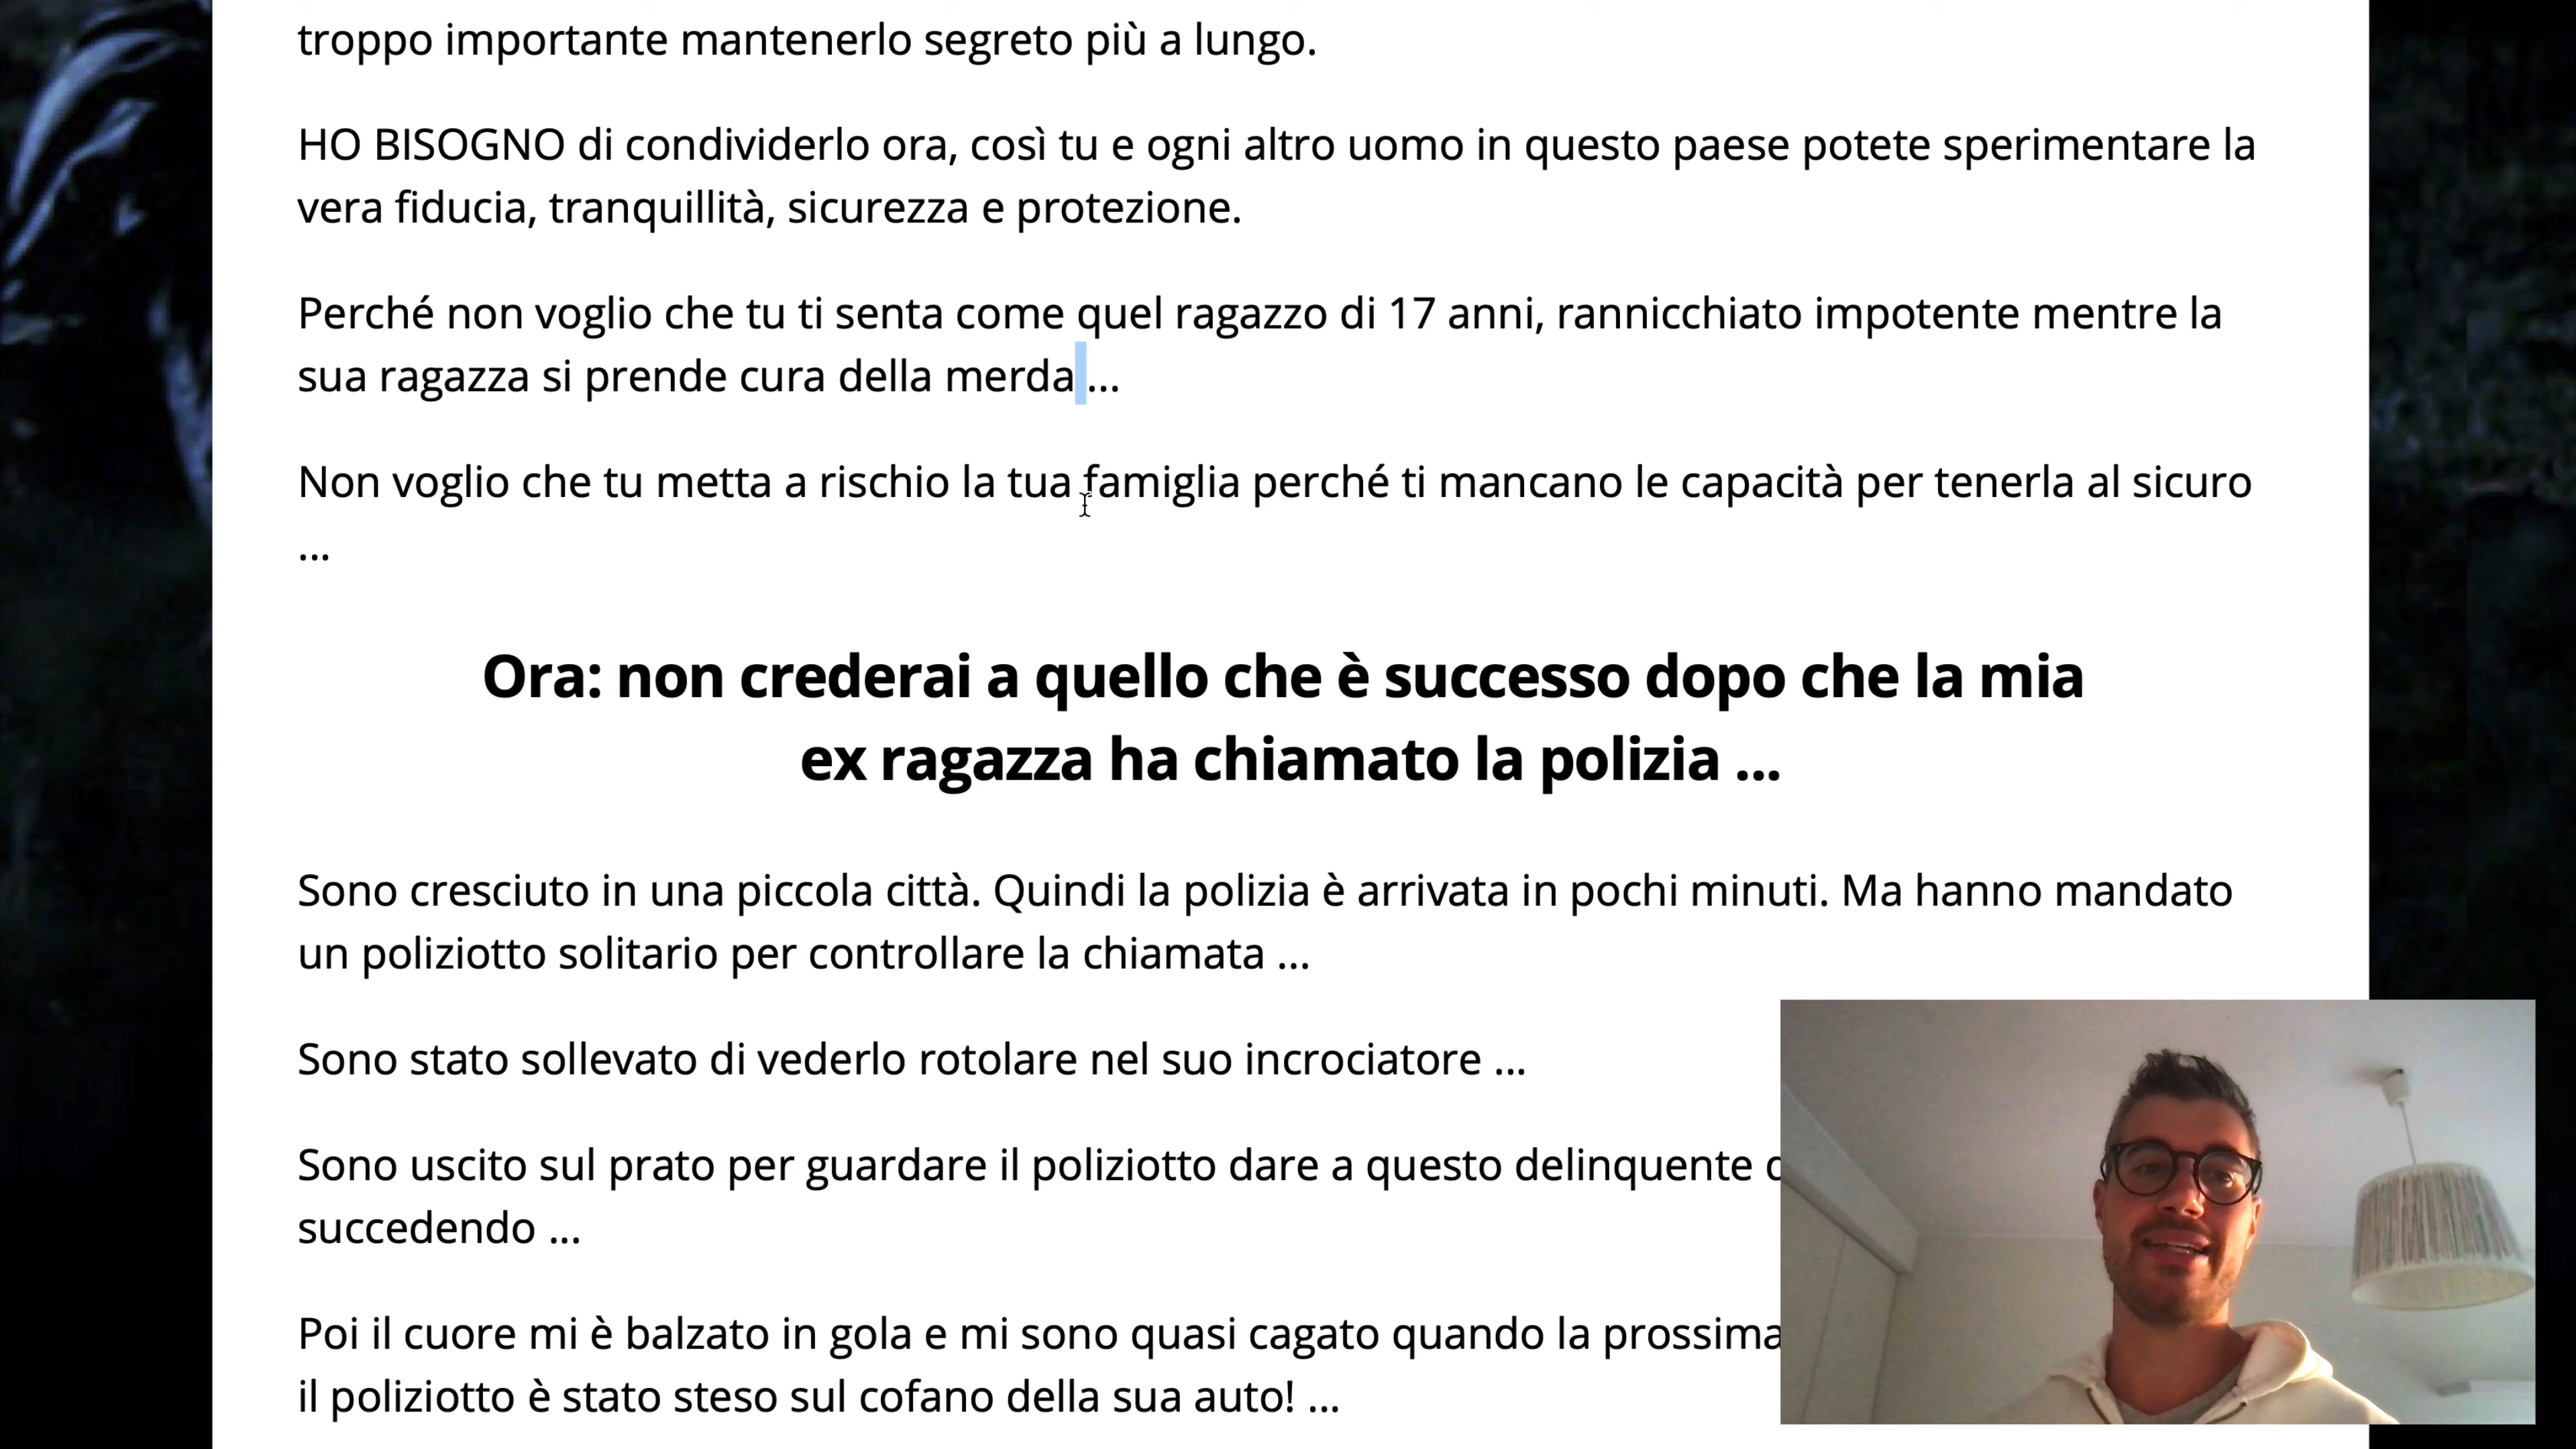 troppo importante mantenerlo segreto più a lungo.
HO BISOGNO di condividerlo ora, così tu e ogni altro uomo in questo paese potete sperimentare la
vera fiducia, tranquillità, sicurezza e protezione.
Perché non voglio che tu ti senta come quel ragazzo di 17 anni, rannicchiato impotente mentre la
sua ragazza si prende cura della merda ...
Non voglio che tu metta a rischio la tua famiglia perché ti mancano le capacità per tenerla al sicuro
...
Ora: non crederai a quello che è successo dopo che la mia
ex ragazza ha chiamato la polizia ...
Sono cresciuto in una piccola città. Quindi la polizia è arrivata in pochi minuti. Ma hanno mandato
un poliziotto solitario per controllare la chiamata ...
Sono stato sollevato di vederlo rotolare nel suo incrociatore ...
Sono uscito sul prato per guardare il poliziotto dare a questo delinquente
succedendo ...
Poi il cuore mi è balzato in gola e mi sono quasi cagato quando la prossima
il poliziotto è stato steso sul cofano della sua auto! ...